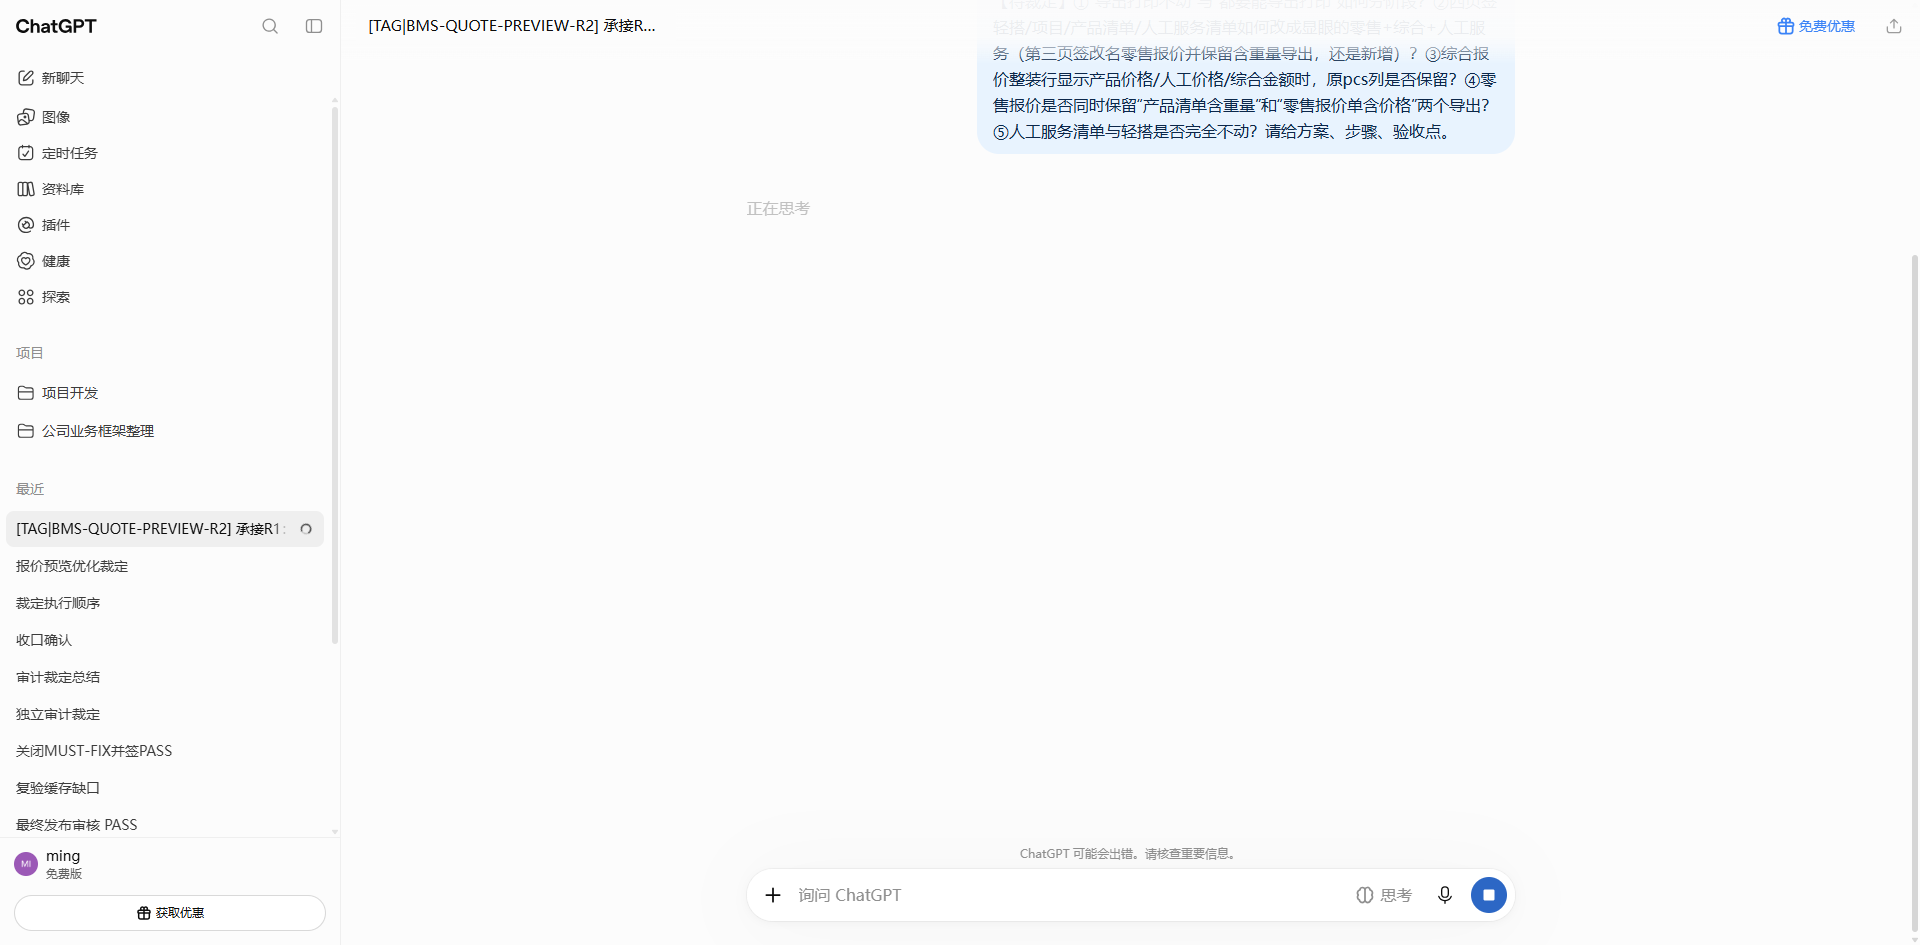 ChatGPT
新聊天
图像
定时任务
资料库
插件
健康
探索
项目
项目开发
公司业务框架整理
最近
[TAG|BMS-QUOTE-PREVIEW-R2] 承接R1:
报价预览优化裁定
裁定执行顺序
收口确认
审计裁定总结
独立审计裁定
关闭MUST-FIX并签PASS
复验缓存缺口
最终发布审核 PASS
MI
ming
免费版
获取优惠
[TAG|BMS-QUOTE-PREVIEW-R2] 承接R...
免费优惠
轻搭/项目/产品清单/人工服务清单如何改成显眼的零售+综合+人工服
务（第三页签改名零售报价并保留含重量导出，还是新增）？③综合报
价整装行显示产品价格/人工价格/综合金额时，原pcs列是否保留？④零
售报价是否同时保留“产品清单含重量”和“零售报价单含价格”两个导出？
⑤人工服务清单与轻搭是否完全不动？请给方案、步骤、验收点。
正在思考
ChatGPT 可能会出错。请核查重要信息。
询问 ChatGPT
思考